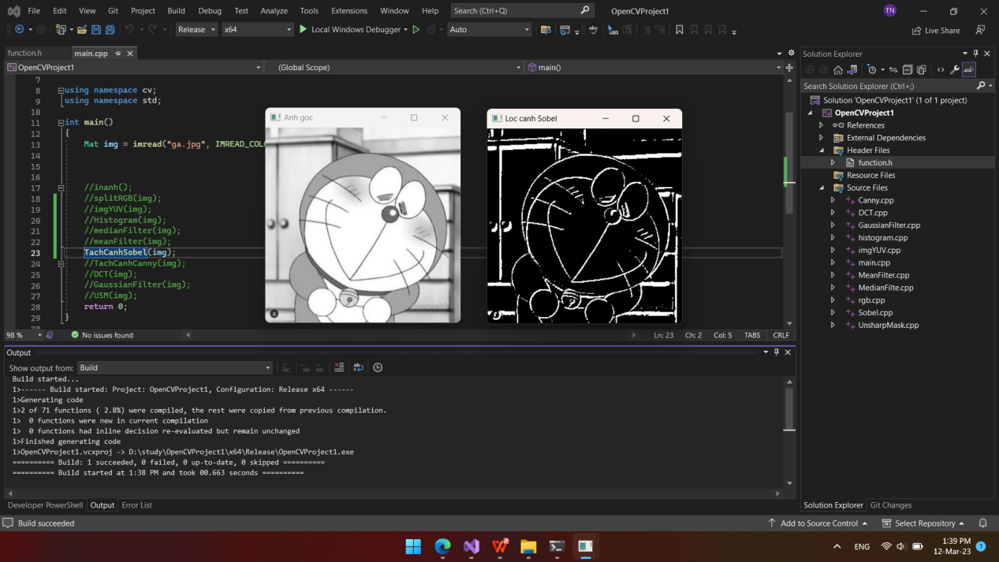 File Edit View Git Project Build Debug Test Analyze Tools Extensions Window Help Search (Ctrl+Q) OpenCVProject1 TN
Release x64 Local Windows Debugger Auto Live Share
function.h main.cpp
OpenCVProject1 (Global Scope) main()
7
8 using namespace cv;
9 using namespace std;
10
11 int main()
12 {
13 Mat img = imread("ga.jpg", IMREAD_COLO
14
15
16
17 //inanh();
18 //splitRGB(img);
19 //imgYUV(img);
20 //Histogram(img);
21 //medianFilter(img);
22 //meanFilter(img);
23 TachCanhSobel(img);
24 //TachCanhCanny(img);
25 //DCT(img);
26 //GaussianFilter(img);
27 //USM(img);
28 return 0;
29 }
30
Anh goc
Loc canh Sobel
98 % No issues found Ln: 23 Ch: 2 Col: 5 TABS CRLF
Output
Show output from: Build
Build started...
1>------ Build started: Project: OpenCVProject1, Configuration: Release x64 ------
1>Generating code
1>2 of 71 functions ( 2.8%) were compiled, the rest were copied from previous compilation.
1> 0 functions were new in current compilation
1> 0 functions had inline decision re-evaluated but remain unchanged
1>Finished generating code
1>OpenCVProject1.vcxproj -> D:\study\OpenCVProject1\x64\Release\OpenCVProject1.exe
========== Build: 1 succeeded, 0 failed, 0 up-to-date, 0 skipped ==========
========== Build started at 1:38 PM and took 00.663 seconds ==========
Developer PowerShell Output Error List
Solution Explorer
Search Solution Explorer (Ctrl+;)
Solution 'OpenCVProject1' (1 of 1 project)
OpenCVProject1
References
External Dependencies
Header Files
function.h
Resource Files
Source Files
Canny.cpp
DCT.cpp
GaussianFilter.cpp
histogram.cpp
imgYUV.cpp
main.cpp
MeanFilter.cpp
MedianFilte.cpp
rgb.cpp
Sobel.cpp
UnsharpMask.cpp
Solution Explorer Git Changes
Build succeeded Add to Source Control Select Repository
ENG 1:39 PM
12-Mar-23 1